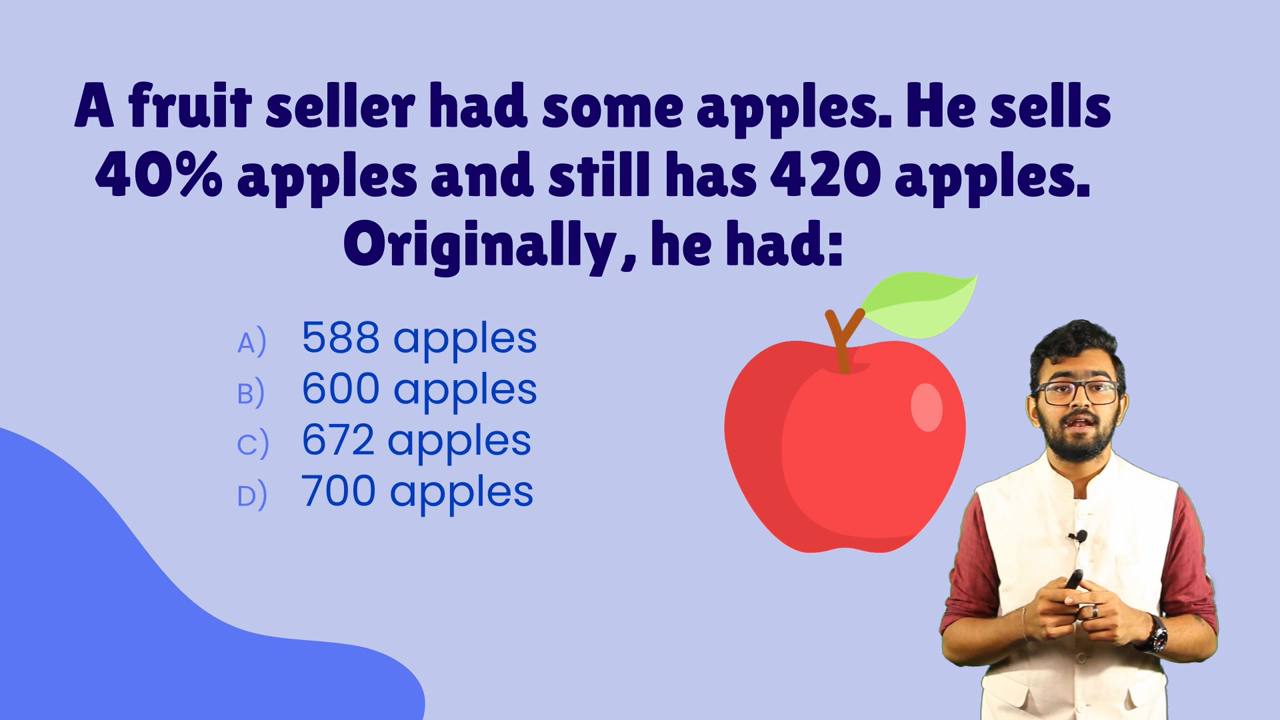 A fruit seller had some apples. He sells
40% apples and still has 420 apples.
Originally, he had:
A) 588 apples
B) 600 apples
C) 672 apples
D) 700 apples